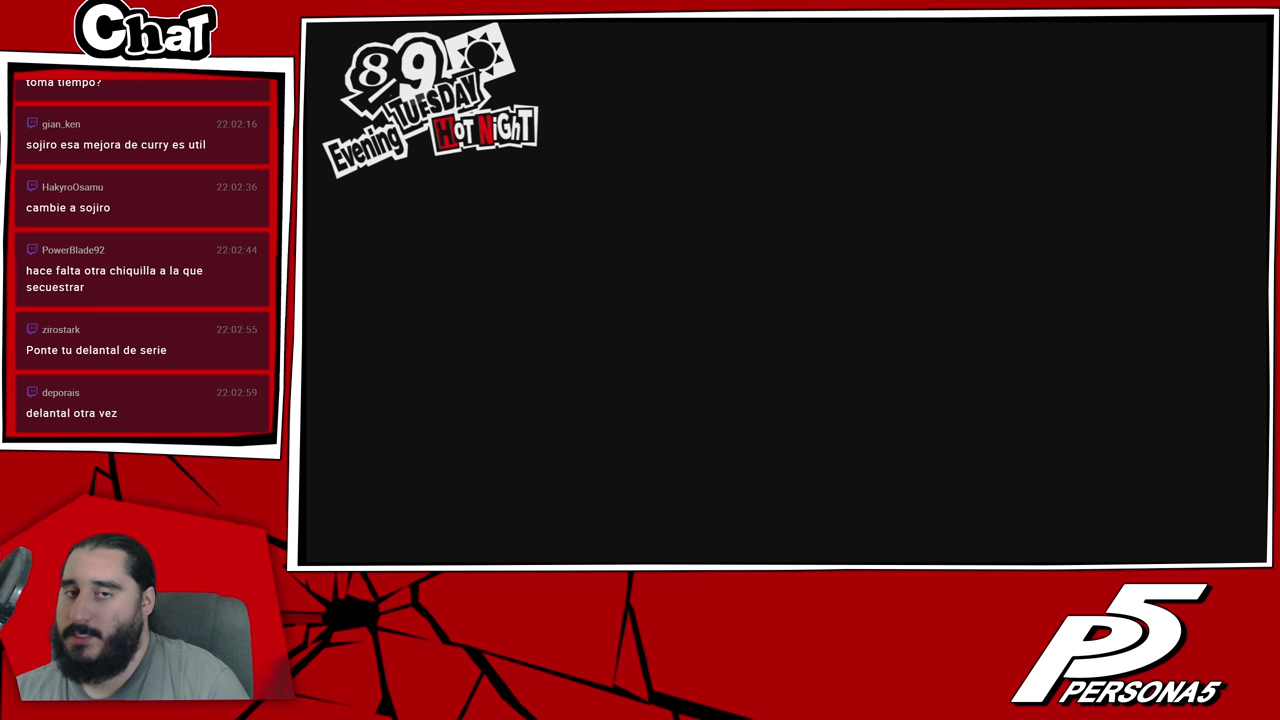 Chat
toma tiempo?
gian_ken 22:02:16
sojiro esa mejora de curry es util
HakyroOsamu 22:02:36
cambie a sojiro
PowerBlade92 22:02:44
hace falta otra chiquilla a la que
secuestrar
zirostark 22:02:55
Ponte tu delantal de serie
deporais 22:02:59
delantal otra vez
8 9
TUESDAY
Evening HOT NiGhT
P5
PERSONA5